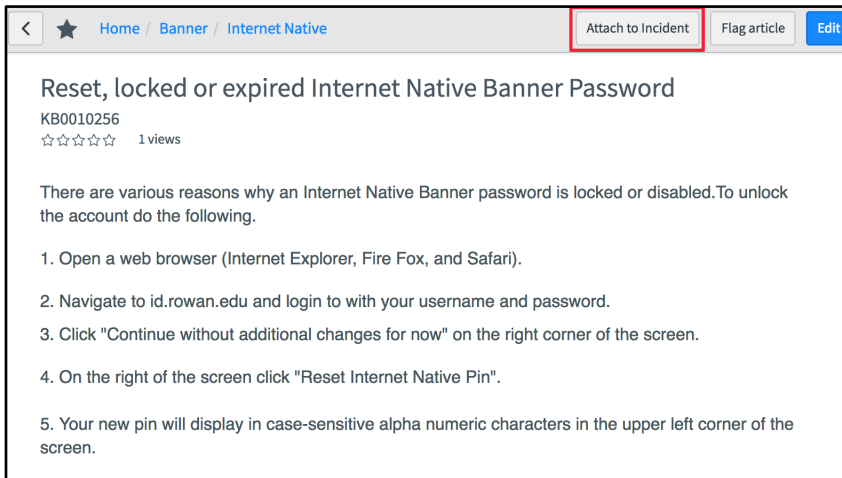 Home / Banner / Internet Native Attach to Incident Flag article Edit
Reset, locked or expired Internet Native Banner Password
KB0010256
1 views
There are various reasons why an Internet Native Banner password is locked or disabled.To unlock
the account do the following.
1. Open a web browser (Internet Explorer, Fire Fox, and Safari).
2. Navigate to id.rowan.edu and login to with your username and password.
3. Click "Continue without additional changes for now" on the right corner of the screen.
4. On the right of the screen click "Reset Internet Native Pin".
5. Your new pin will display in case-sensitive alpha numeric characters in the upper left corner of the
screen.